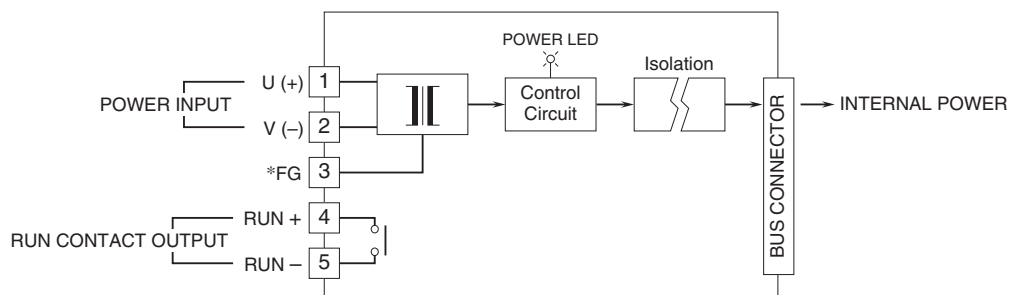 POWER LED
Isolation
U (+) 1
POWER INPUT
V (–) 2
*FG 3
Control
Circuit
BUS CONNECTOR
INTERNAL POWER
RUN + 4
RUN CONTACT OUTPUT
RUN – 5